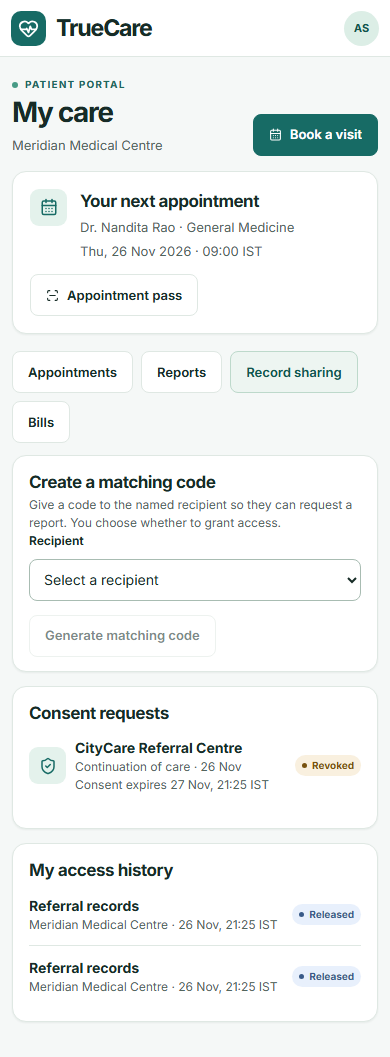 TrueCare
AS
PATIENT PORTAL
My care
Meridian Medical Centre
Book a visit
Your next appointment
Dr. Nandita Rao · General Medicine
Thu, 26 Nov 2026 · 09:00 IST
Appointment pass
Appointments
Reports
Record sharing
Bills
Create a matching code
Give a code to the named recipient so they can request a
report. You choose whether to grant access.
Recipient
Select a recipient
Generate matching code
Consent requests
CityCare Referral Centre
Continuation of care · 26 Nov
Consent expires 27 Nov, 21:25 IST
Revoked
My access history
Referral records
Meridian Medical Centre · 26 Nov, 21:25 IST
Released
Referral records
Meridian Medical Centre · 26 Nov, 21:25 IST
Released